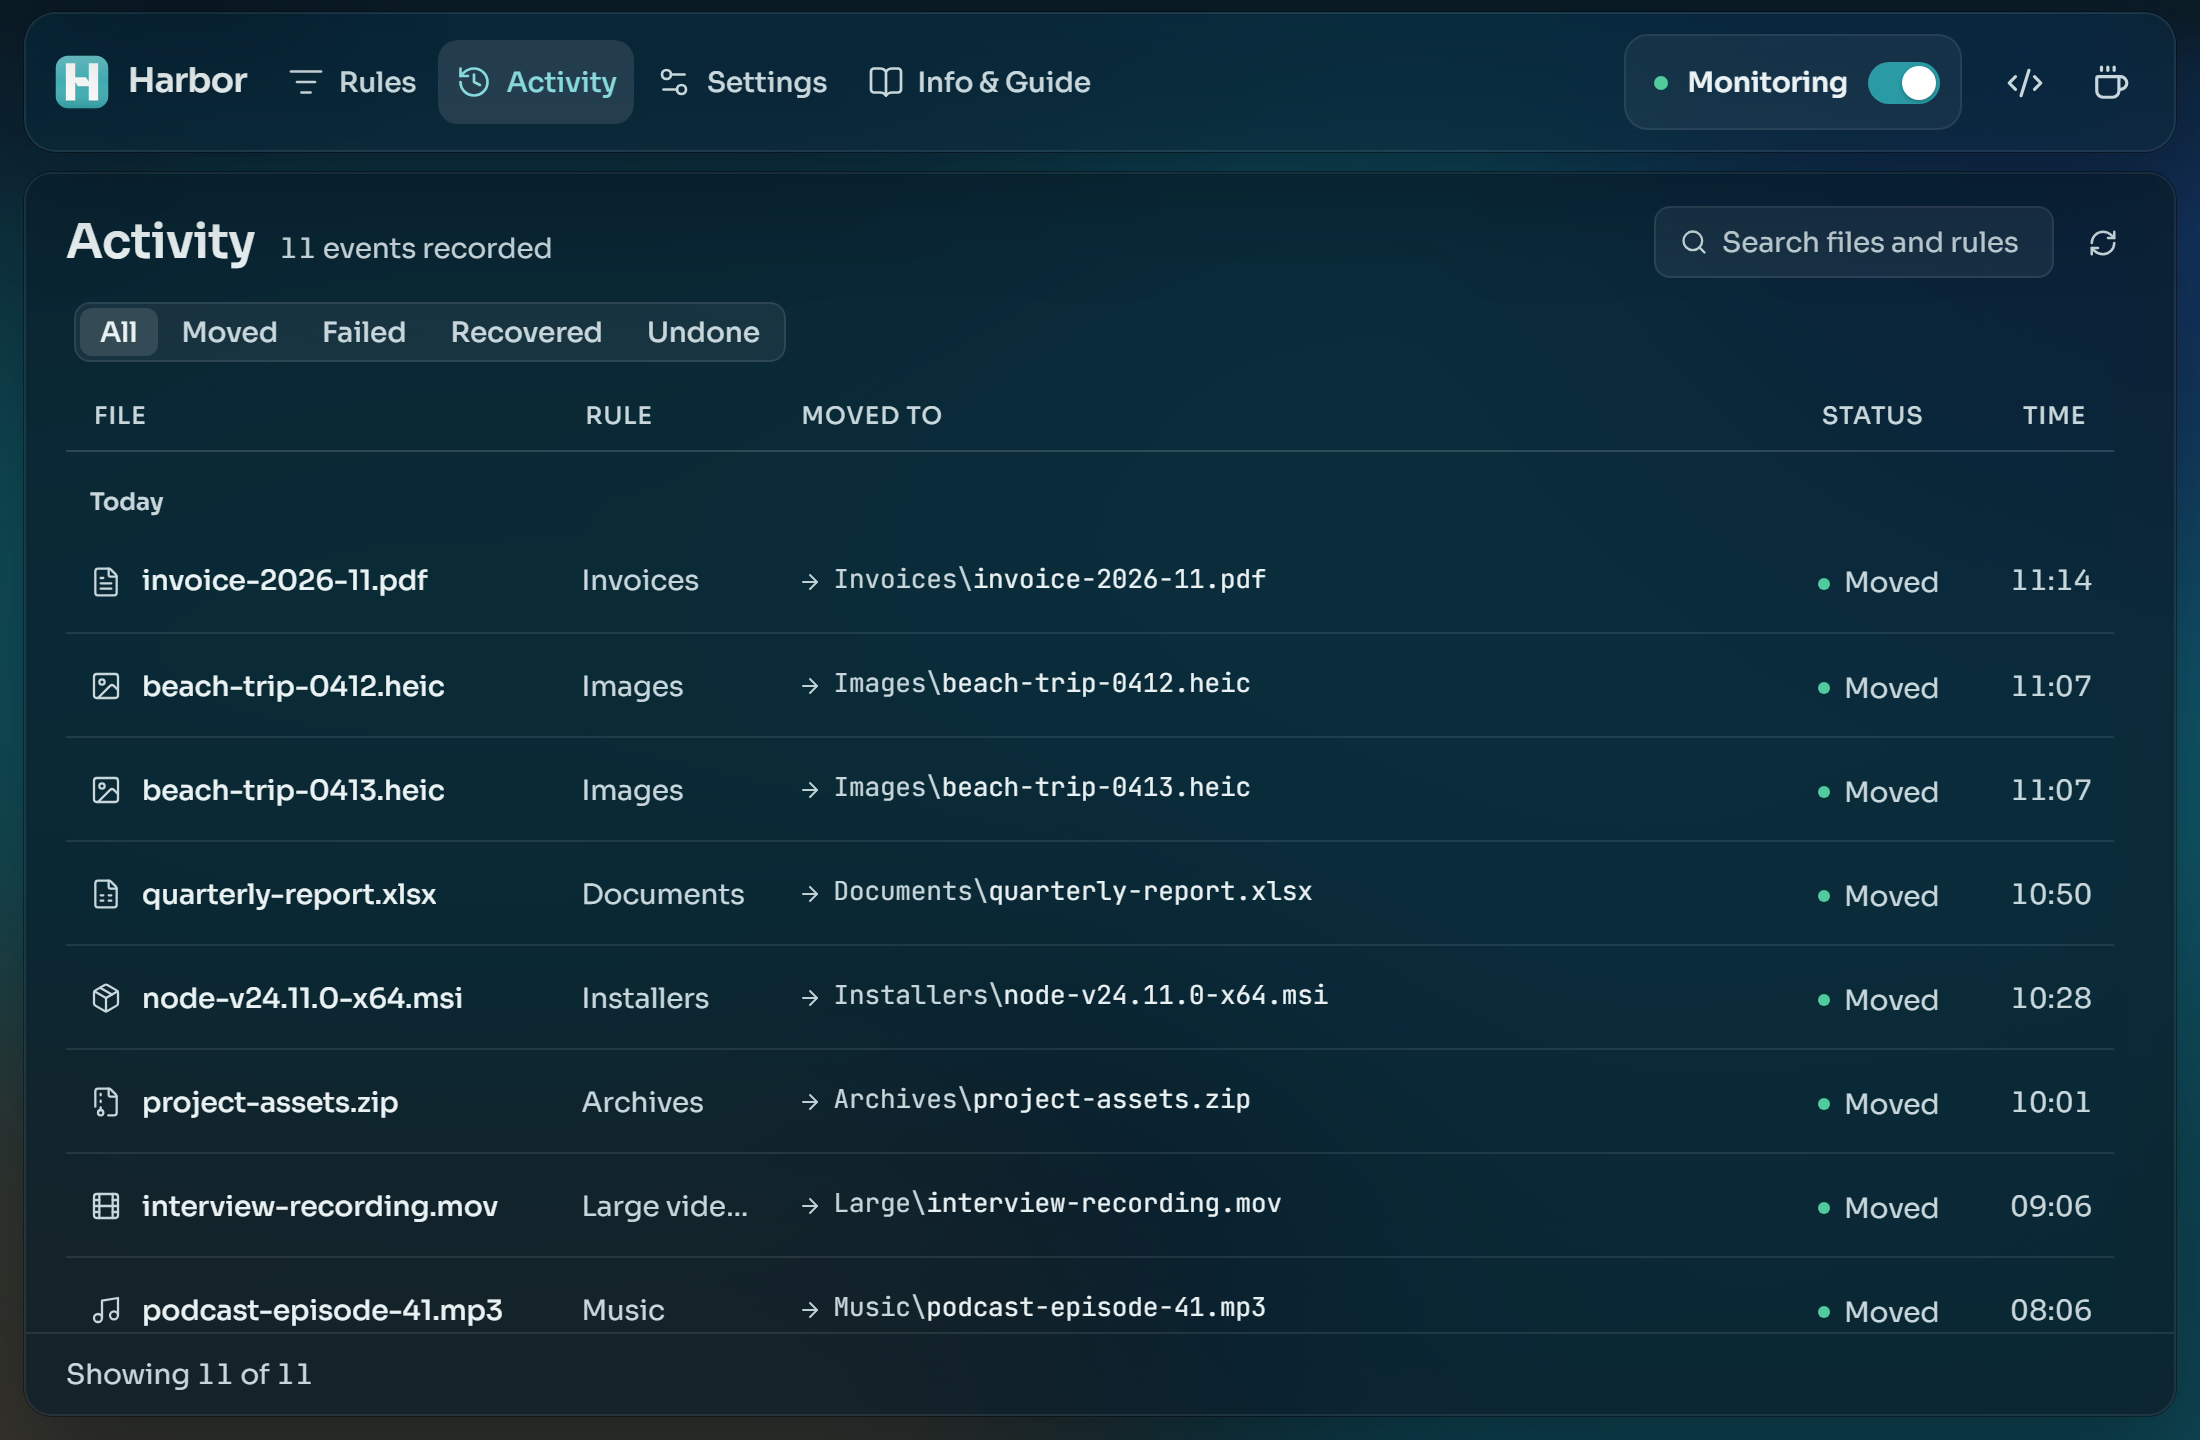 Harbor Rules Activity Settings Info & Guide Monitoring
Activity 11 events recorded Search files and rules
All Moved Failed Recovered Undone
FILE RULE MOVED TO STATUS TIME
Today
invoice-2026-11.pdf Invoices → Invoices\invoice-2026-11.pdf Moved 11:14
beach-trip-0412.heic Images → Images\beach-trip-0412.heic Moved 11:07
beach-trip-0413.heic Images → Images\beach-trip-0413.heic Moved 11:07
quarterly-report.xlsx Documents → Documents\quarterly-report.xlsx Moved 10:50
node-v24.11.0-x64.msi Installers → Installers\node-v24.11.0-x64.msi Moved 10:28
project-assets.zip Archives → Archives\project-assets.zip Moved 10:01
interview-recording.mov Large vide... → Large\interview-recording.mov Moved 09:06
podcast-episode-41.mp3 Music → Music\podcast-episode-41.mp3 Moved 08:06
Showing 11 of 11